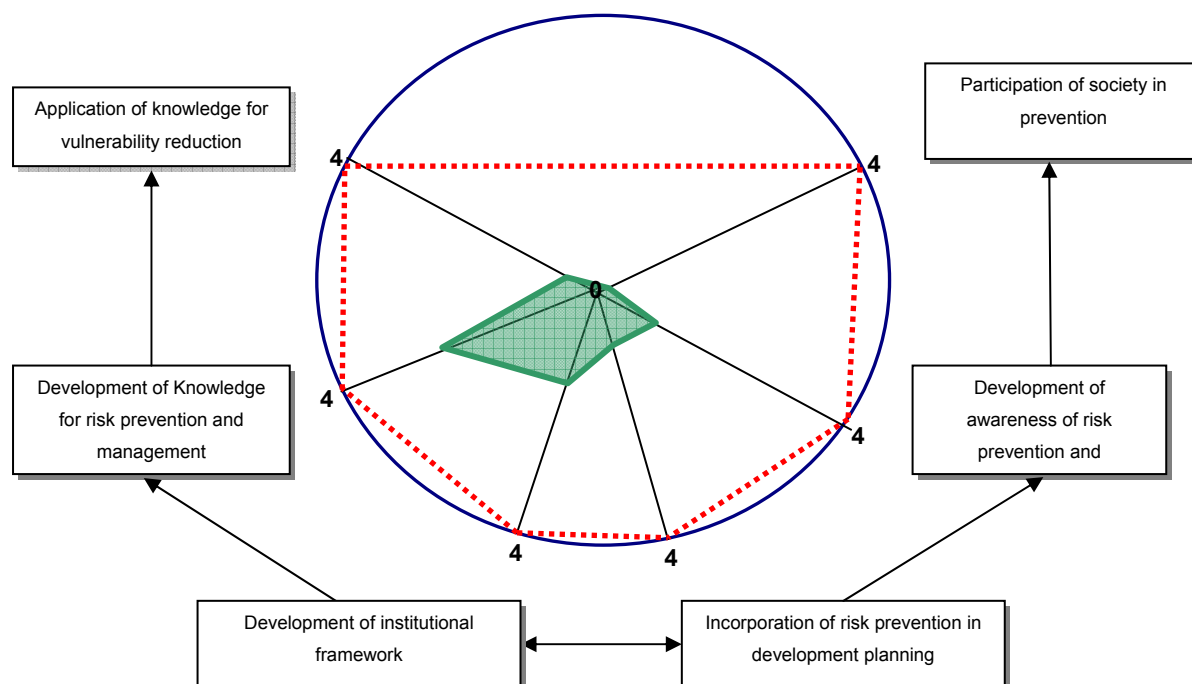 Application of knowledge for
vulnerability reduction
Participation of society in
prevention
4
4
0
Development of Knowledge
for risk prevention and
management
Development of
awareness of risk
prevention and
4
4
4
4
Development of institutional
framework
Incorporation of risk prevention in
development planning